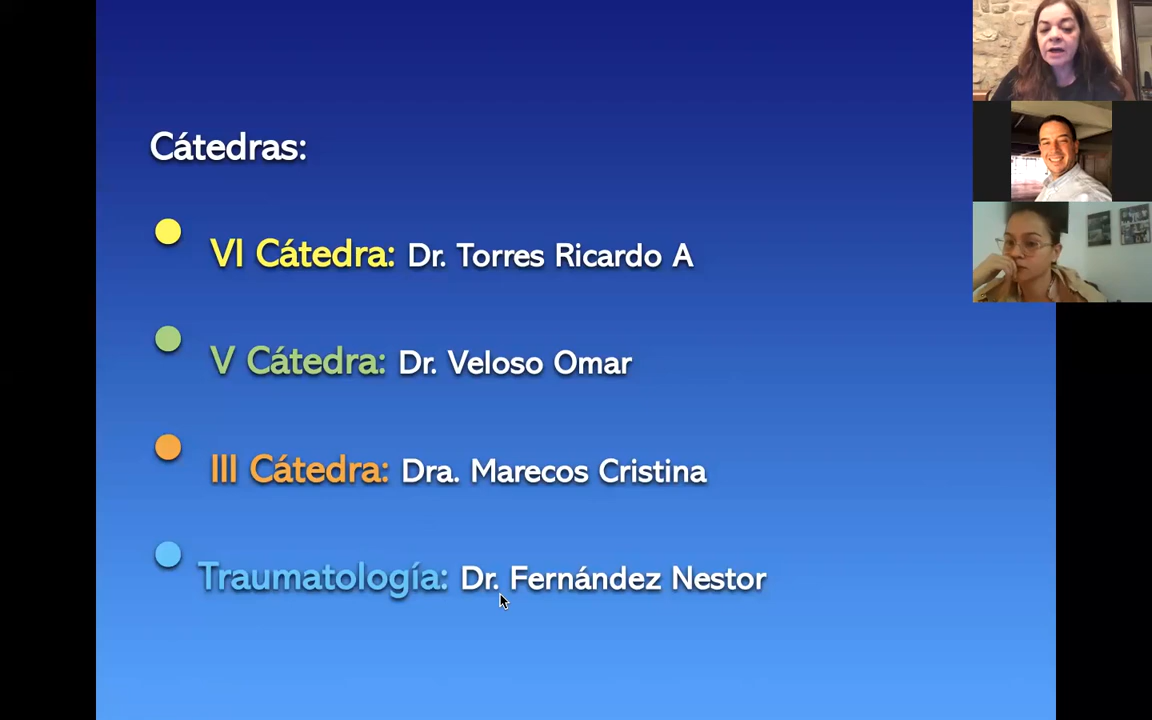 Cátedras:
VI Cátedra: Dr. Torres Ricardo A
V Cátedra: Dr. Veloso Omar
III Cátedra: Dra. Marecos Cristina
Traumatología: Dr. Fernández Nestor